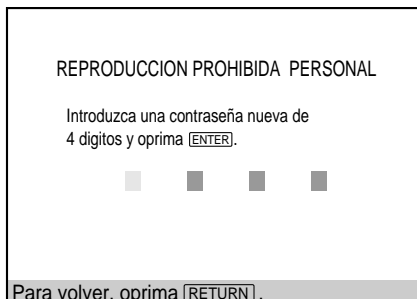 REPRODUCCION PROHIBIDA PERSONAL
Introduzca una contraseña nueva de
4 digitos y oprima ENTER.
Para volver, oprima RETURN.